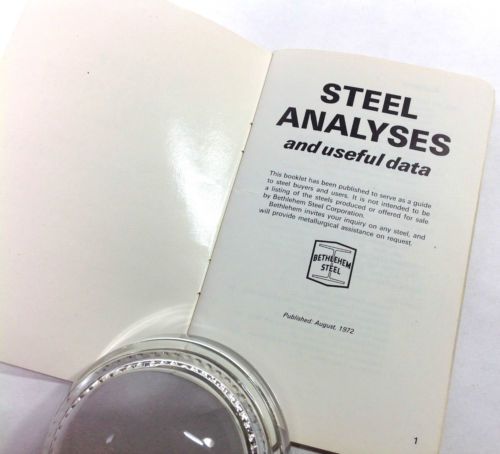 STEEL
ANALYSES
and useful data
This booklet has been published to serve as a guide
to steel buyers and users. It is not intended to be
a listing of the steels produced or offered for sale
by Bethlehem Steel Corporation.
Bethlehem invites your inquiry on any steel, and
will provide metallurgical assistance on request.
BETHLEHEM
STEEL
Published: August, 1972
1